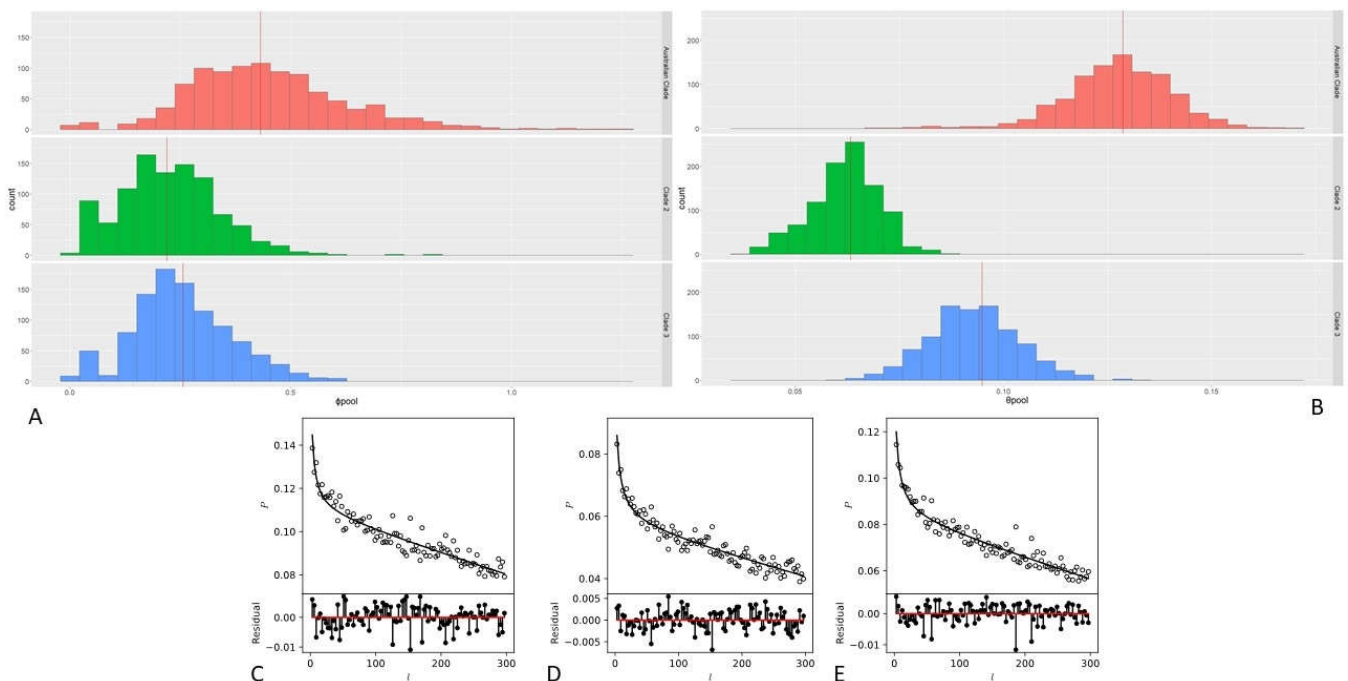 150
100
50
0
Australian Clade
150
100
50
0
count
Clade 2
150
100
50
0
Clade 3
0.0
0.5
1.0
ϕpool
A
200
100
0
Australian Clade
200
100
0
count
Clade 2
200
100
0
Clade 3
0.05
0.10
0.15
θpool
B
0.14
0.12
0.10
0.08
P
0.00
−0.01
Residual
0
100
200
300
l
C
0.08
0.06
0.04
P
0.005
0.000
−0.005
Residual
0
100
200
300
l
D
0.12
0.10
0.08
0.06
P
0.00
−0.01
Residual
0
100
200
300
l
E